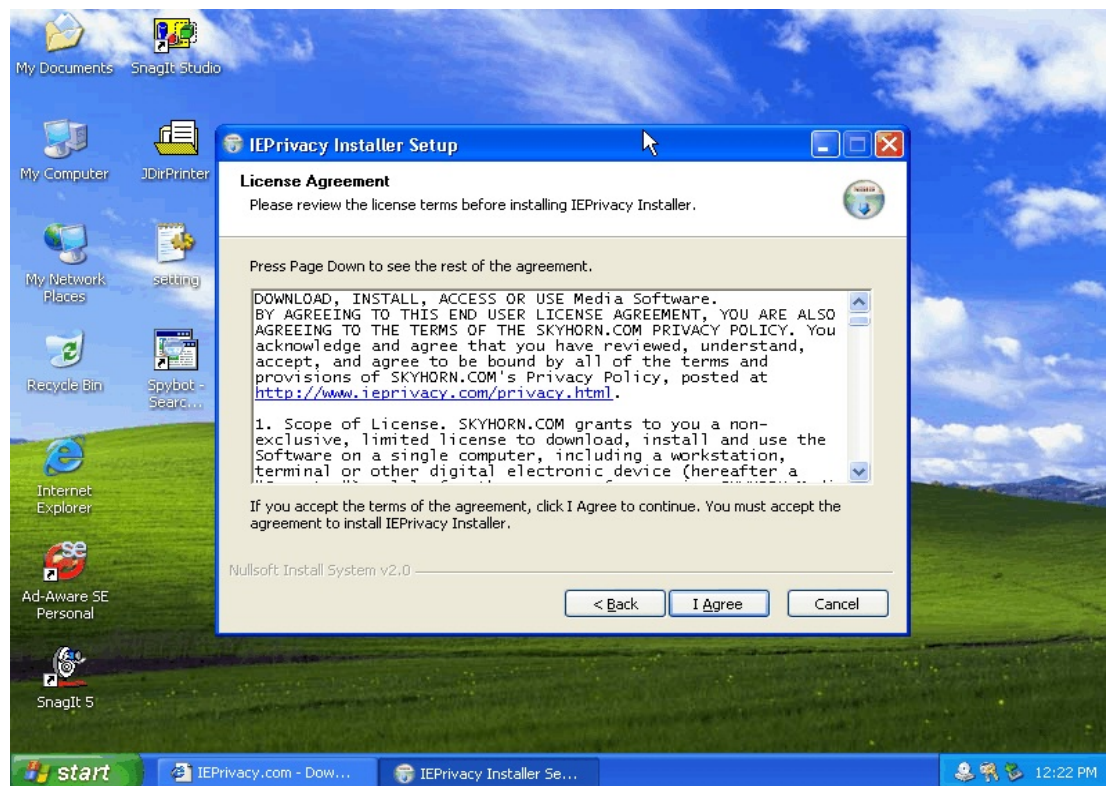 My Documents
SnagIt Studio
My Computer
JDirPrinter
My Network
Places
setting
Recycle Bin
Spybot -
Searc...
Internet
Explorer
Ad-Aware SE
Personal
SnagIt 5
IEPrivacy Installer Setup
License Agreement
Please review the license terms before installing IEPrivacy Installer.
Press Page Down to see the rest of the agreement.
DOWNLOAD, INSTALL, ACCESS OR USE Media Software.
BY AGREEING TO THIS END USER LICENSE AGREEMENT, YOU ARE ALSO
AGREEING TO THE TERMS OF THE SKYHORN.COM PRIVACY POLICY. You
acknowledge and agree that you have reviewed, understand,
accept, and agree to be bound by all of the terms and
provisions of SKYHORN.COM's Privacy Policy, posted at
http://www.ieprivacy.com/privacy.html.
1. Scope of License. SKYHORN.COM grants to you a non-
exclusive, limited license to download, install and use the
Software on a single computer, including a workstation,
terminal or other digital electronic device (hereafter a
If you accept the terms of the agreement, click I Agree to continue. You must accept the
agreement to install IEPrivacy Installer.
Nullsoft Install System v2.0
< Back
I Agree
Cancel
start
IEPrivacy.com - Dow...
IEPrivacy Installer Se...
12:22 PM